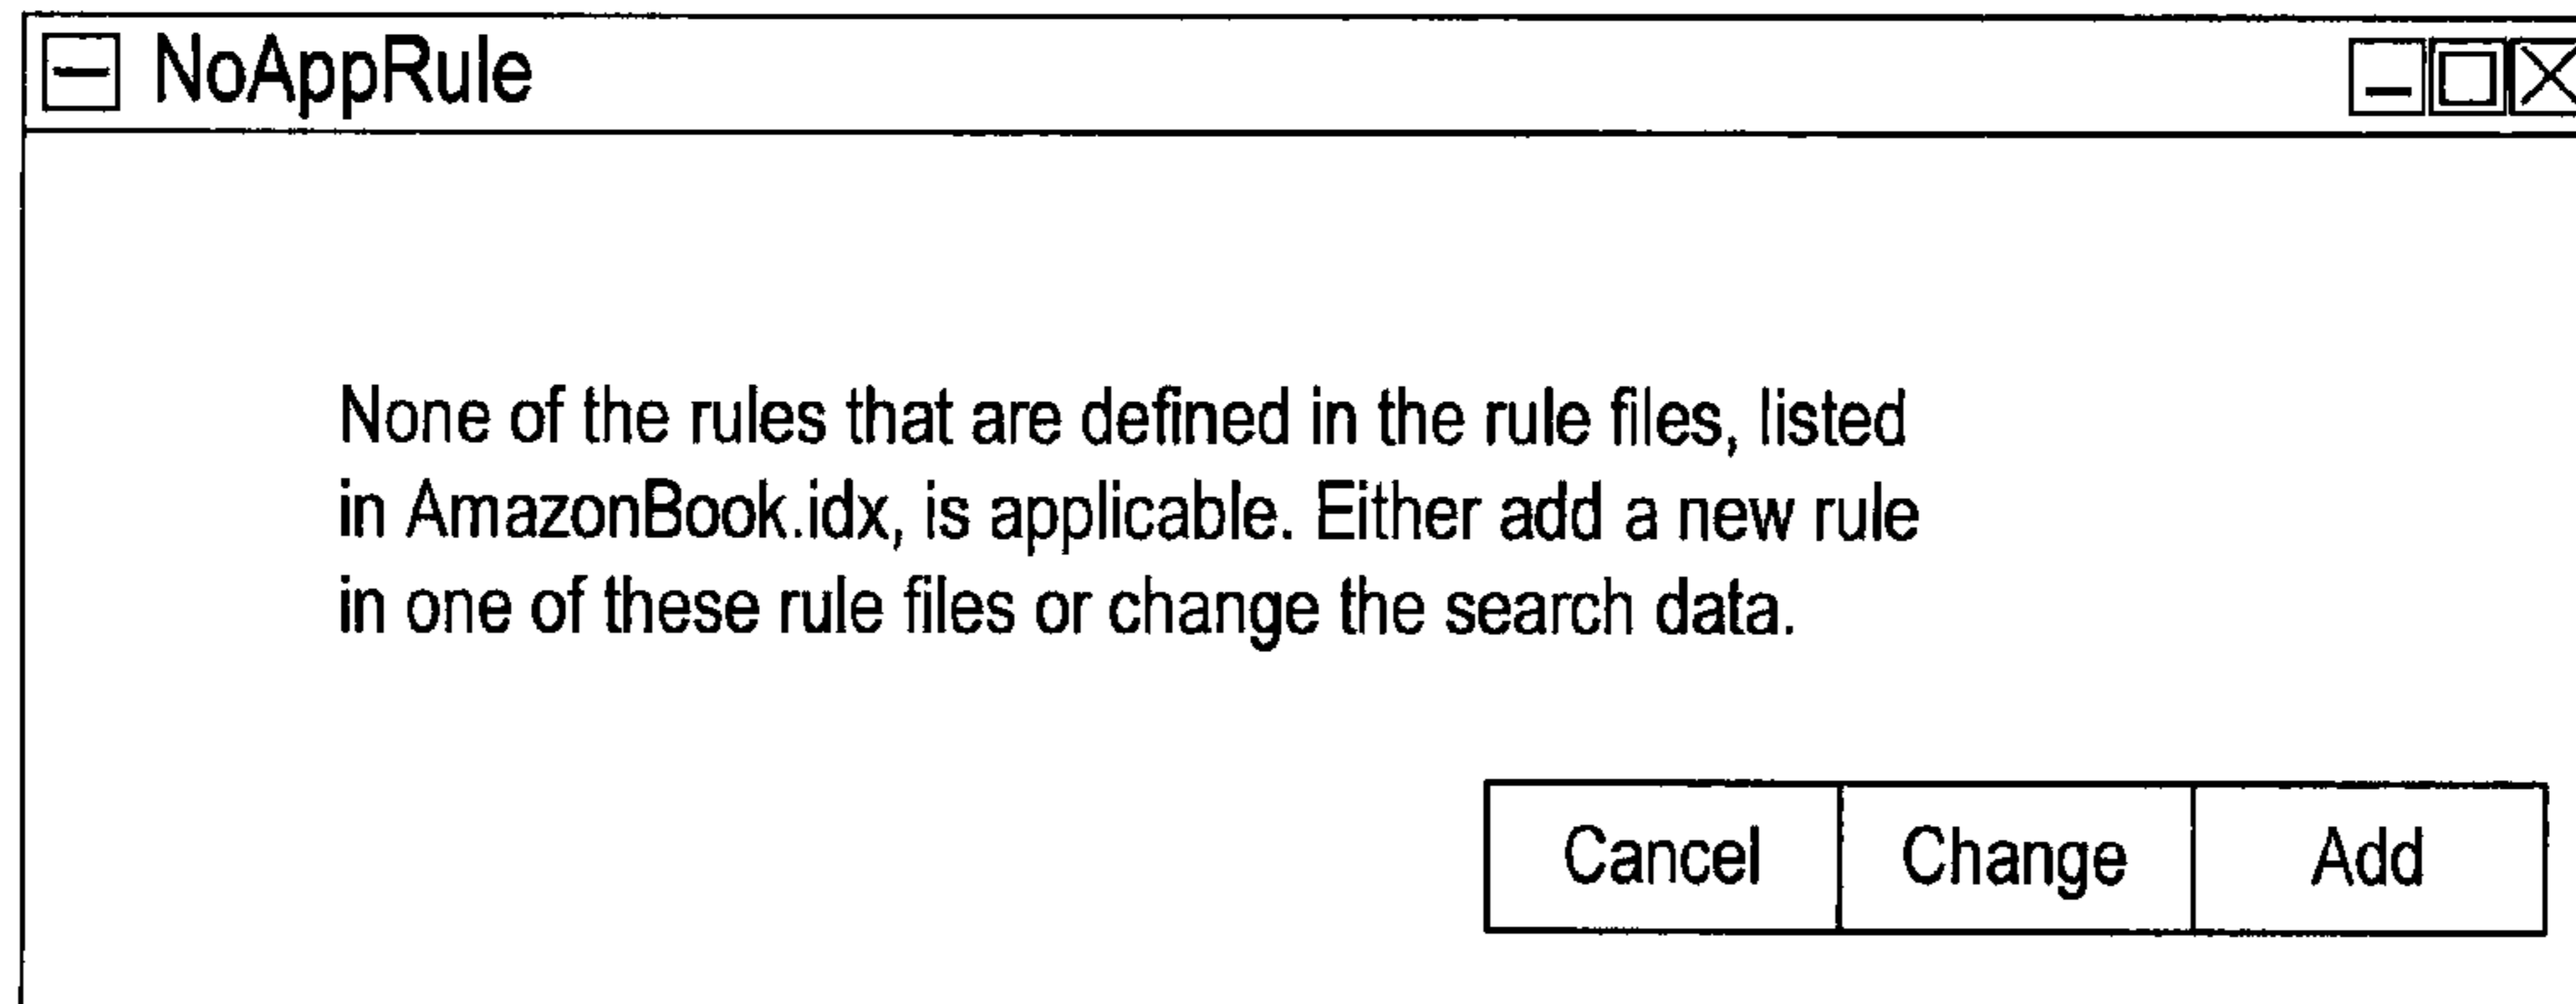 NoAppRule
None of the rules that are defined in the rule files, listed
in AmazonBook.idx, is applicable. Either add a new rule
in one of these rule files or change the search data.
Cancel Change Add